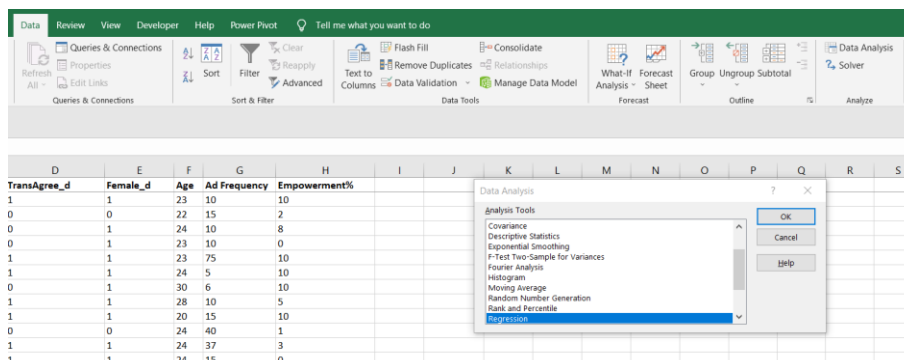 Data Review View Developer Help Power Pivot Tell me what you want to do
Refresh All
Queries & Connections
Properties
Edit Links
Queries & Connections
Sort
Filter
Clear
Reapply
Advanced
Sort & Filter
Text to Columns
Flash Fill
Remove Duplicates
Data Validation
Consolidate
Relationships
Manage Data Model
Data Tools
What-If Analysis
Forecast Sheet
Forecast
Group Ungroup Subtotal
Outline
Data Analysis
Solver
Analyze
D E F G H I J K L M N O P Q R S
TransAgree_d Female_d Age Ad Frequency Empowerment%
1 1 23 10 10
0 0 22 15 2
0 1 24 10 8
0 1 23 10 0
1 1 23 75 10
1 1 24 5 10
0 1 30 6 10
1 1 28 10 5
1 1 20 15 10
0 0 24 40 1
1 1 24 37 3
1 1 24 15 0
Data Analysis ?
Analysis Tools
Covariance
Descriptive Statistics
Exponential Smoothing
F-Test Two-Sample for Variances
Fourier Analysis
Histogram
Moving Average
Random Number Generation
Rank and Percentile
Regression
OK
Cancel
Help